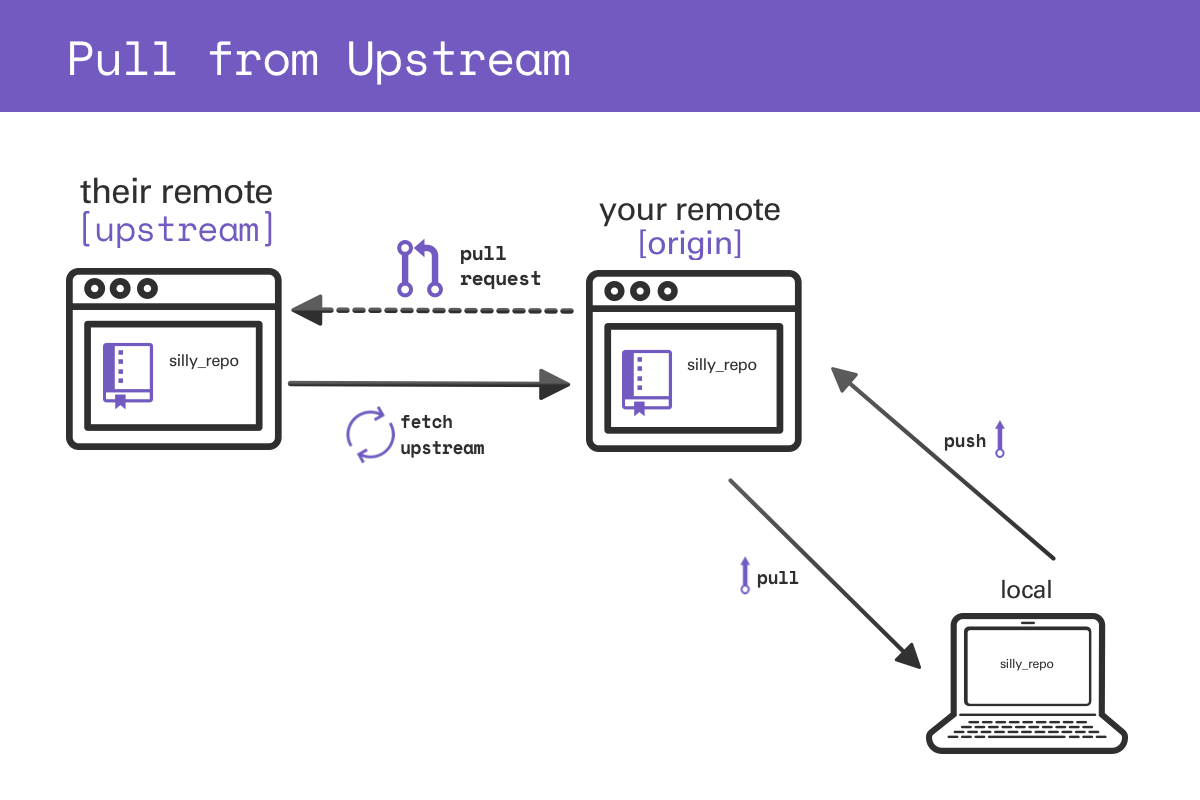 Pull from Upstream
their remote
[upstream]
your remote
[origin]
pull
request
silly_repo
silly_repo
fetch
upstream
push
pull
local
silly_repo